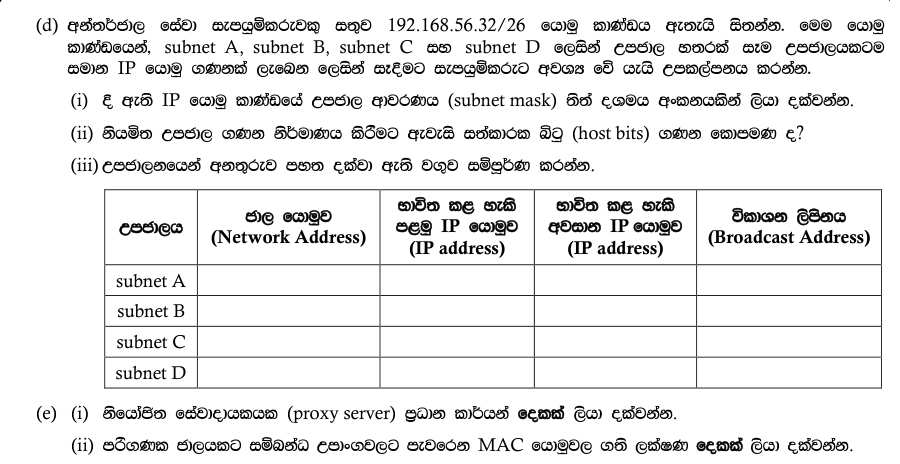 (d) අන්තර්ජාල සේවා සැපයුම්කරුවකු සතුව 192.168.56.32/26 යොමු කාණ්ඩය ඇතැයි සිතන්න. මෙම යොමු
කාණ්ඩයෙන්, subnet A, subnet B, subnet C සහ subnet D ලෙසින් උපජාල හතරක් සෑම උපජාලයකටම
සමාන IP යොමු ගණනක් ලැබෙන ලෙසින් සෑදීමට සැපයුම්කරුට අවශ්‍ය වේ යැයි උපකල්පනය කරන්න.
(i) දී ඇති IP යොමු කාණ්ඩයේ උපජාල ආවරණය (subnet mask) තිත් දශමය අංකනයකින් ලියා දක්වන්න.
(ii) නියමිත උපජාල ගණන නිර්මාණය කිරීමට ඇවැසි සත්කාරක බිටු (host bits) ගණන කොපමණ ද?
(iii) උපජාලනයෙන් අනතුරුව පහත දක්වා ඇති වගුව සම්පූර්ණ කරන්න.
උපජාලය
ජාල යොමුව
(Network Address)
භාවිත කළ හැකි
පළමු IP යොමුව
(IP address)
භාවිත කළ හැකි
අවසාන IP යොමුව
(IP address)
විකාශන ලිපිනය
(Broadcast Address)
subnet A
subnet B
subnet C
subnet D
(e) (i) නියෝජිත සේවාදායකයක (proxy server) ප්‍රධාන කාර්යන් දෙකක් ලියා දක්වන්න.
(ii) පරිගණක ජාලයකට සම්බන්ධ උපාංගවලට පැවරෙන MAC යොමුවල ගති ලක්ෂණ දෙකක් ලියා දක්වන්න.